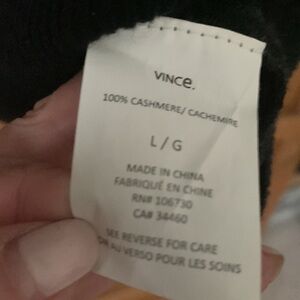 VINCE.
100% CASHMERE/ CACHEMIRE
L / G
MADE IN CHINA
FABRIQUÉ EN CHINE
RN# 106730
CA# 34460
SEE REVERSE FOR CARE
AU VERSO POUR LES SOINS